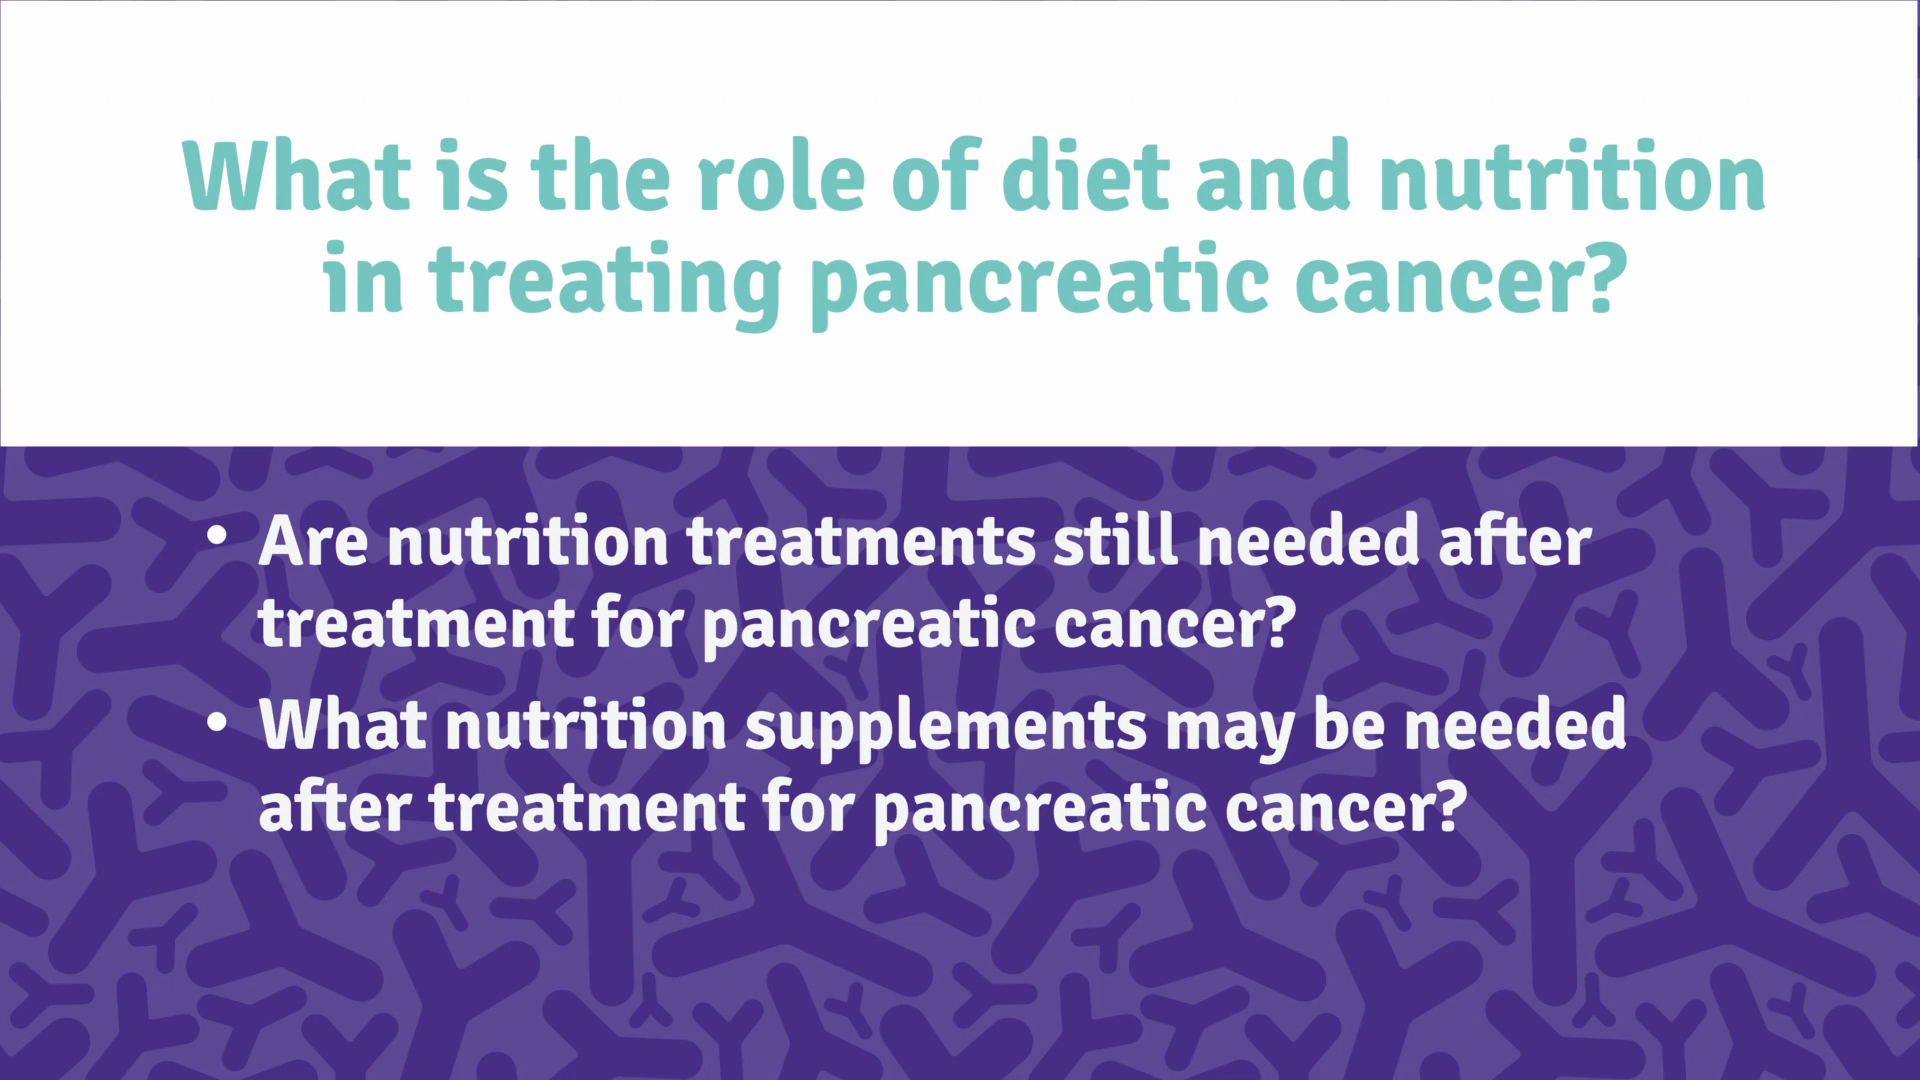 What is the role of diet and nutrition
in treating pancreatic cancer?
• Are nutrition treatments still needed after
treatment for pancreatic cancer?
• What nutrition supplements may be needed
after treatment for pancreatic cancer?